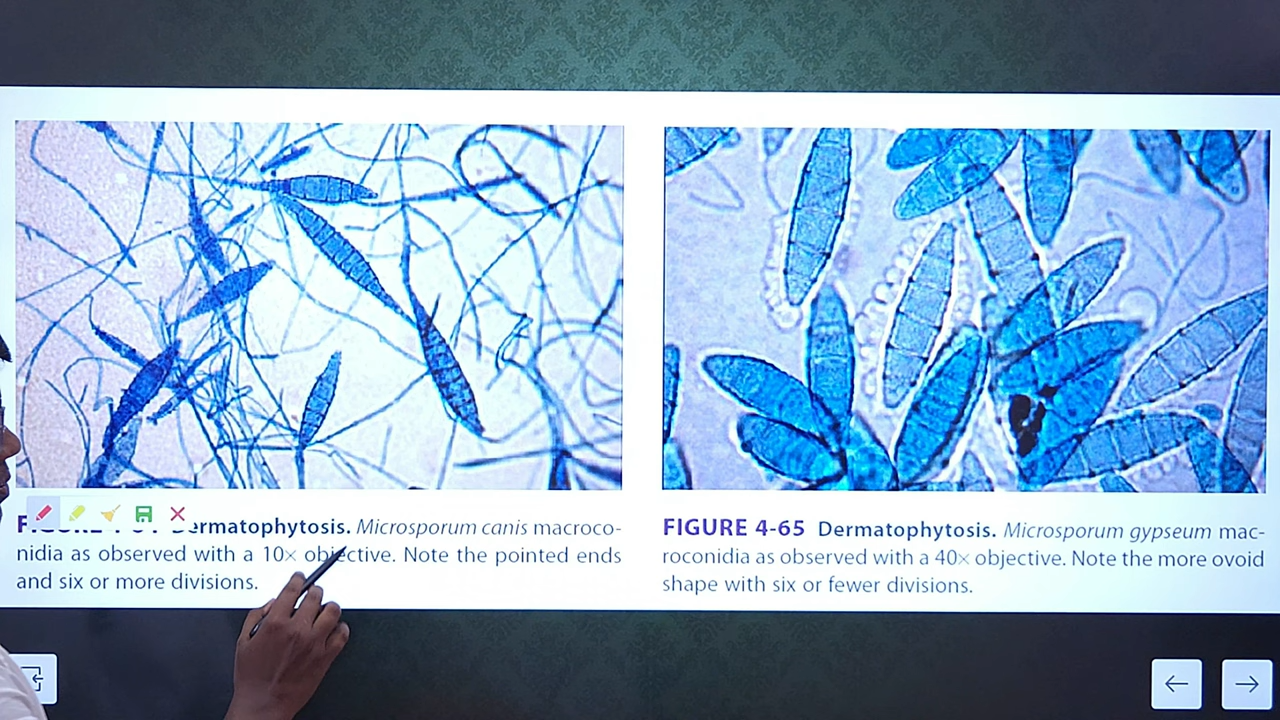 Dermatophytosis. Microsporum canis macroco-
nidia as observed with a 10× objective. Note the pointed ends
and six or more divisions.
FIGURE 4-65 Dermatophytosis. Microsporum gypseum mac-
roconidia as observed with a 40× objective. Note the more ovoid
shape with six or fewer divisions.